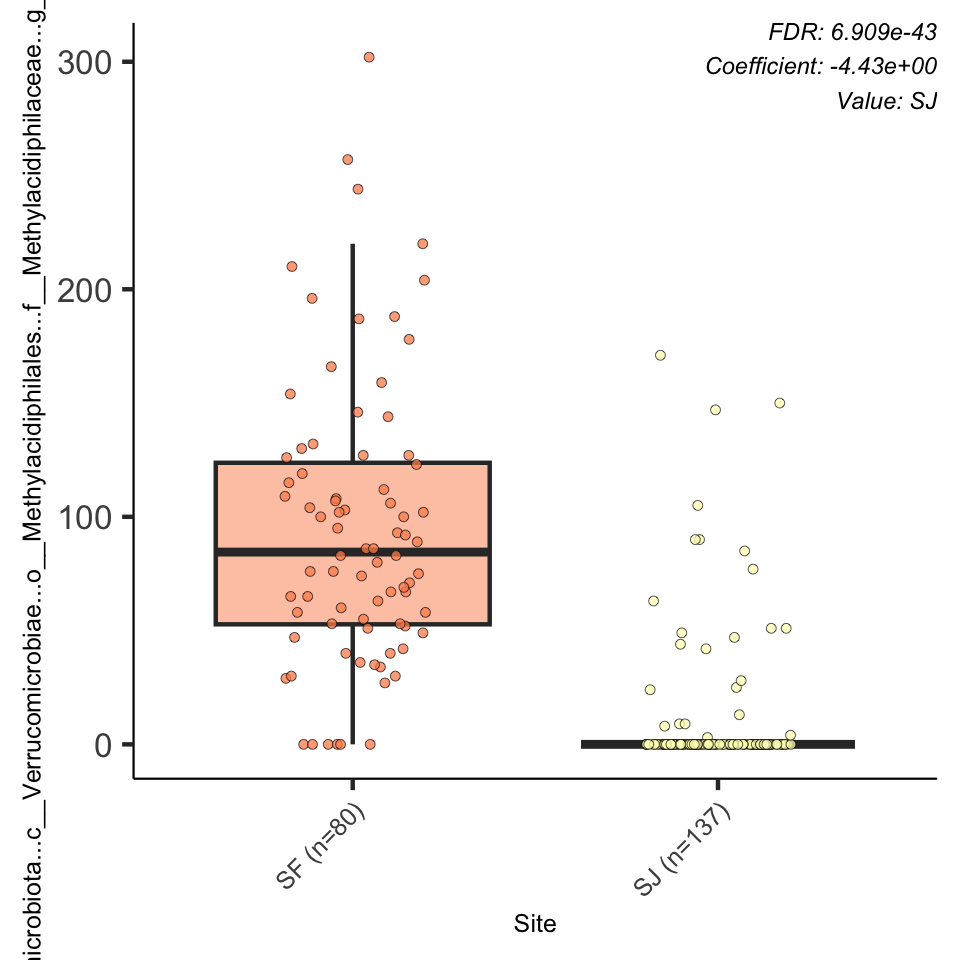 FDR: 6.909e-43
Coefficient: -4.43e+00
Value: SJ
300
200
100
0
icrobiota...c__Verrucomicrobiae...o__Methylacidiphilales...f__Methylacidiphilaceae...g_
SF (n=80)
SJ (n=137)
Site